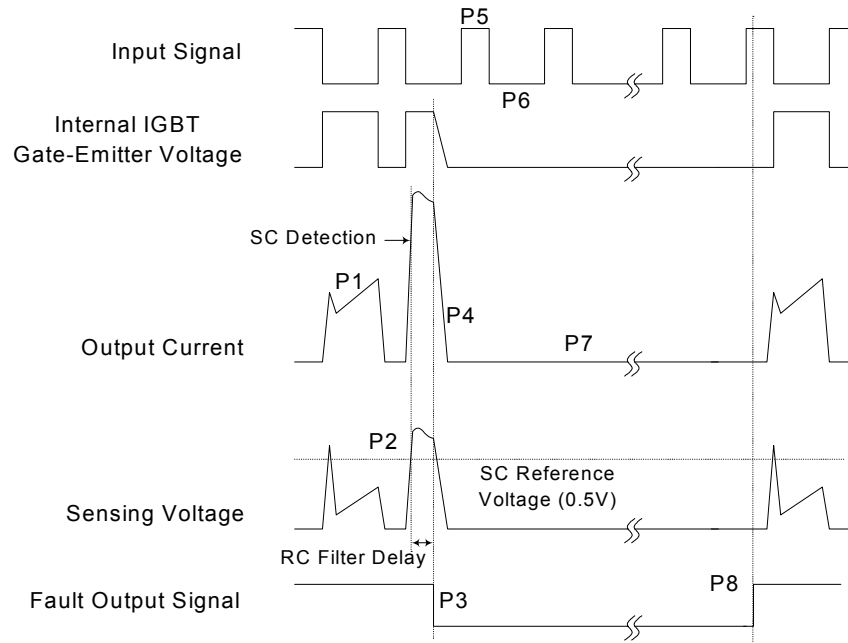 P5
Input Signal
P6
Internal IGBT
Gate-Emitter Voltage
SC Detection
P1
P4
Output Current
P7
P2
SC Reference
Voltage (0.5V)
Sensing Voltage
RC Filter Delay
P8
Fault Output Signal
P3